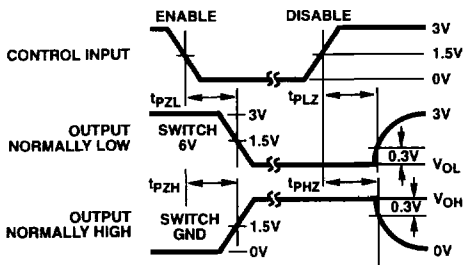 ENABLE DISABLE
CONTROL INPUT
3V
1.5V
0V
tPZL tPLZ
OUTPUT
NORMALLY LOW
SWITCH
6V
3V
1.5V
3V
0.3V
VOL
tPZH tPHZ
OUTPUT
NORMALLY HIGH
SWITCH
GND
1.5V
0V
VOH
0.3V
0V